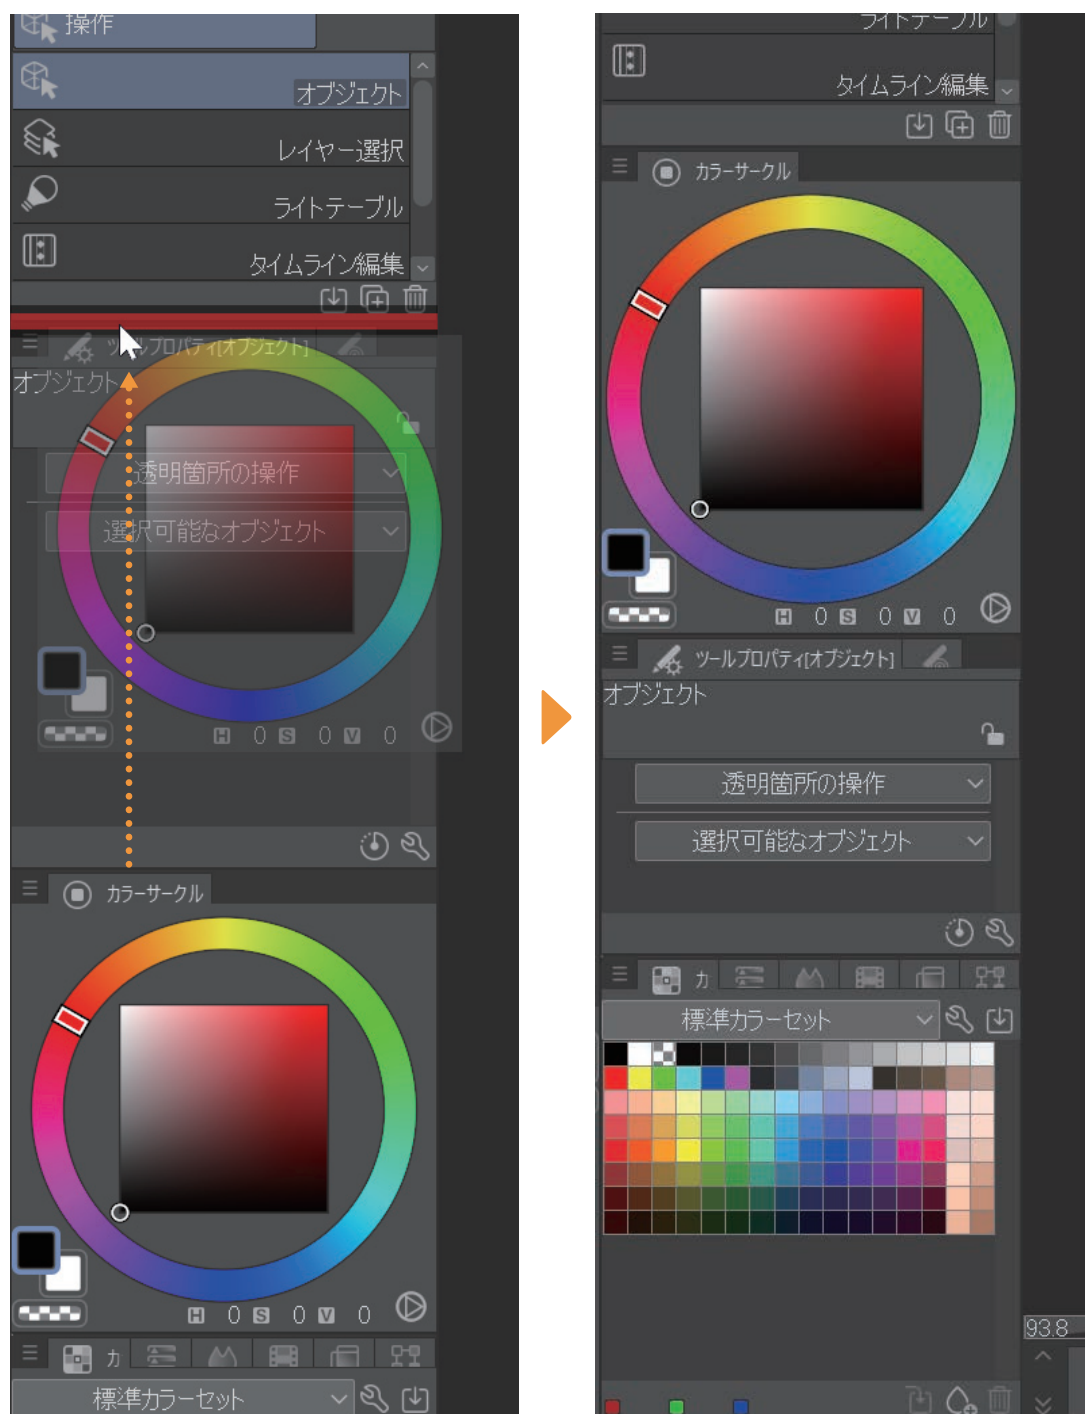 操作
オブジェクト
レイヤー選択
ライトテーブル
タイムライン編集
ツールプロパティ[オブジェクト]
オブジェクト
透明箇所の操作
選択可能なオブジェクト
H 0 S 0 V 0
カラーサークル
H 0 S 0 V 0
カ
標準カラーセット
ライトテーブル
タイムライン編集
カラーサークル
H 0 S 0 V 0
ツールプロパティ[オブジェクト]
オブジェクト
透明箇所の操作
選択可能なオブジェクト
カ
標準カラーセット
93.8